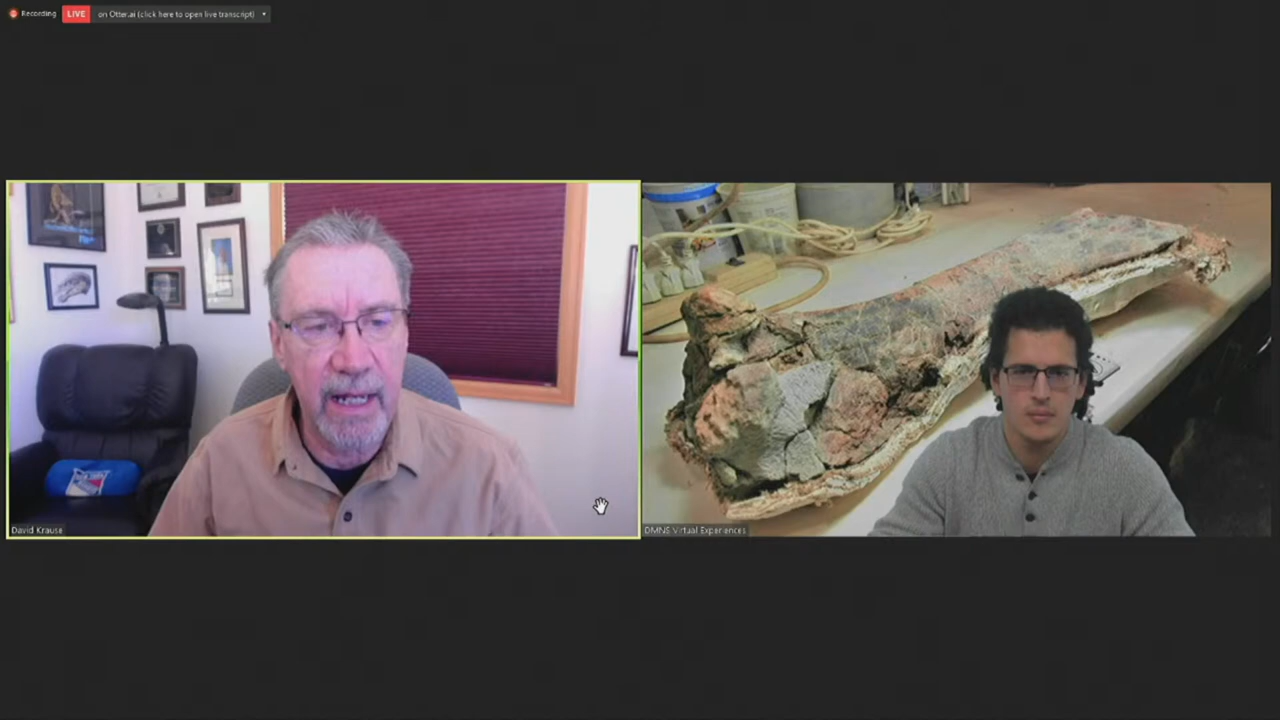 Recording
LIVE
on Otter.ai (click here to open live transcript)
David Krause
DMNS Virtual Experiences